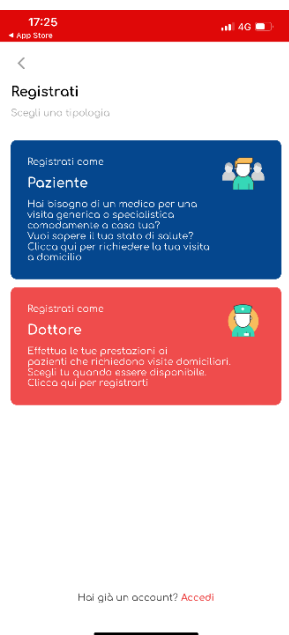 17:25
4G
◀ App Store
Registrati
Scegli una tipologia
Registrati come
Paziente
Hai bisogno di un medico per una
visita generica o specialistica
comodamente a casa tua?
Vuoi sapere il tuo stato di salute?
Clicca qui per richiedere la tua visita
a domicilio
Registrati come
Dottore
Effettua le tue prestazioni ai
pazienti che richiedono visite domiciliari.
Scegli tu quando essere disponibile.
Clicca qui per registrarti
Hai già un account? Accedi